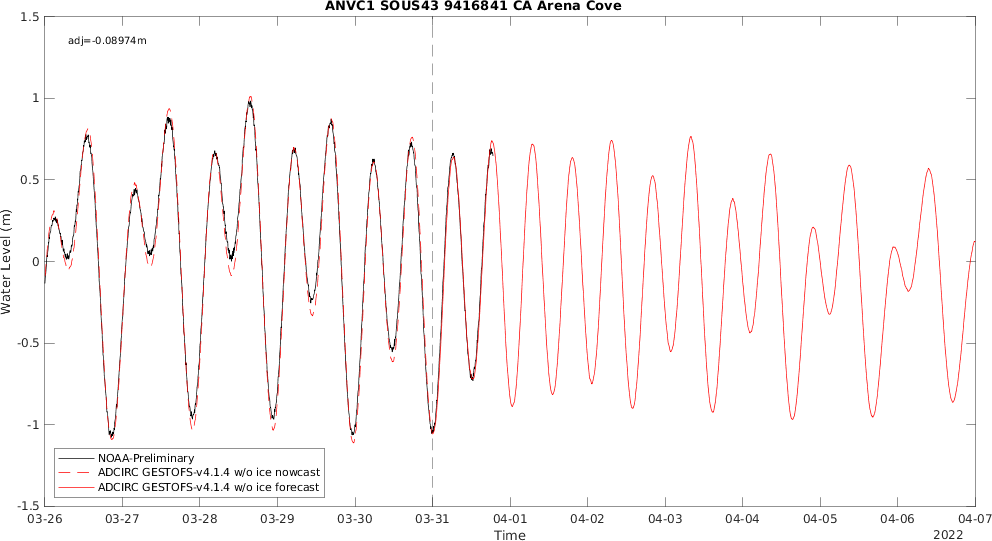 ANVC1 SOUS43 9416841 CA Arena Cove
adj=-0.08974m
1.5
1
0.5
0
-0.5
-1
-1.5
Water Level (m)
NOAA-Preliminary
ADCIRC GESTOFS-v4.1.4 w/o ice nowcast
ADCIRC GESTOFS-v4.1.4 w/o ice forecast
03-26 03-27 03-28 03-29 03-30 03-31 04-01 04-02 04-03 04-04 04-05 04-06 04-07
Time
2022